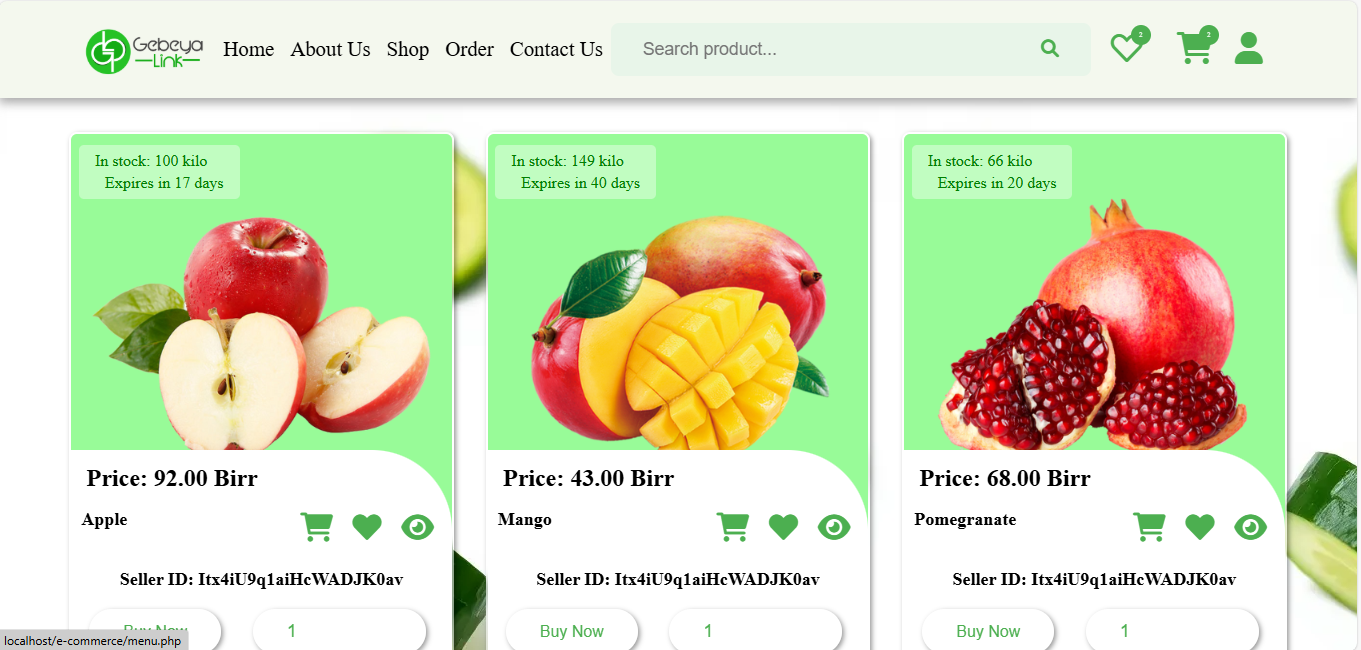 Gebeya
Link
Home About Us Shop Order Contact Us
Search product...
2
2
In stock: 100 kilo
Expires in 17 days
Price: 92.00 Birr
Apple
Seller ID: Itx4iU9q1aiHcWADJK0av
Buy Now
1
In stock: 149 kilo
Expires in 40 days
Price: 43.00 Birr
Mango
Seller ID: Itx4iU9q1aiHcWADJK0av
Buy Now
1
In stock: 66 kilo
Expires in 20 days
Price: 68.00 Birr
Pomegranate
Seller ID: Itx4iU9q1aiHcWADJK0av
Buy Now
1
localhost/e-commerce/menu.php